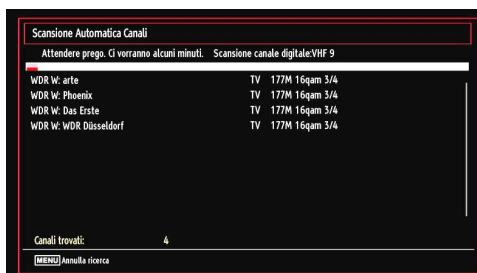 Scansione Automatica Canali
Attendere prego. Ci vorranno alcuni minuti. Scansione canale digitale:VHF 9
WDR W: arte TV 177M 16qam 3/4
WDR W: Phoenix TV 177M 16qam 3/4
WDR W: Das Erste TV 177M 16qam 3/4
WDR W: WDR Düsseldorf TV 177M 16qam 3/4
Canali trovati: 4
MENU Annulla ricerca